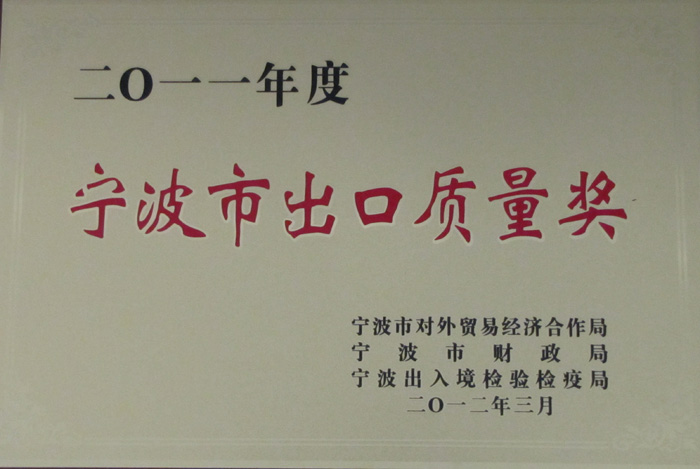 二〇一一年度
宁波市出口质量奖
宁波市对外贸易经济合作局
宁波市财政局
宁波出入境检验检疫局
二〇一二年三月